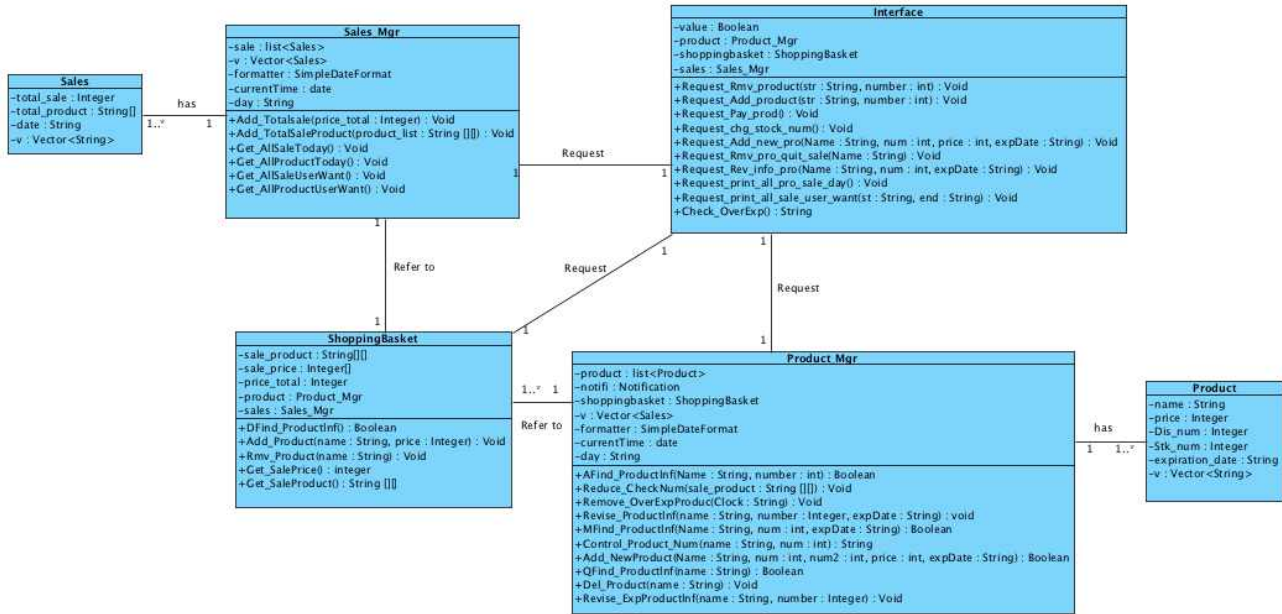 Sales
-total_sale : Integer
-total_product : String[]
-date : String
-v : Vector<String>
has
1..*
1
Sales_Mgr
-sale : list<Sales>
-v : Vector<Sales>
-formatter : SimpleDateFormat
-currentTime : date
-day : String
+Add_Totalsale(price_total : Integer) : Void
+Add_TotalSaleProduct(product_list : String [][]) : Void
+Get_AllSaleToday() : Void
+Get_AllProductToday() : Void
+Get_AllSaleUserWant() : Void
+Get_AllProductUserWant() : Void
Request
1
1
Interface
-value : Boolean
-product : Product_Mgr
-shoppingbasket : ShoppingBasket
-sales : Sales_Mgr
+Request_Rmv_product(str : String, number : int) : Void
+Request_Add_product(str : String, number : int) : Void
+Request_Pay_prod() : Void
+Request_chg_stock_num() : Void
+Request_Add_new_pro(Name : String, num : int, price : int, expDate : String) : Void
+Request_Rmv_pro_quit_sale(Name : String) : Void
+Request_Rev_info_pro(Name : String, num : int, expDate : String) : Void
+Request_print_all_pro_sale_day() : Void
+Request_print_all_sale_user_want(st : String, end : String) : Void
+Check_OverExp() : String
1
Refer to
1
1
Request
1
1
Request
1
ShoppingBasket
-sale_product : String[][]
-sale_price : Integer[]
-price_total : Integer
-product : Product_Mgr
-sales : Sales_Mgr
+DFind_ProductInf() : Boolean
+Add_Product(name : String, price : Integer) : Void
+Rmv_Product(name : String) : Void
+Get_SalePrice() : integer
+Get_SaleProduct() : String [][]
1..*
1
Refer to
Product_Mgr
-product : list<Product>
-notifi : Notification
-shoppingbasket : ShoppingBasket
-v : Vector<Sales>
-formatter : SimpleDateFormat
-currentTime : date
-day : String
+AFind_ProductInf(Name : String, number : int) : Boolean
+Reduce_CheckNum(sale_product : String [][]) : Void
+Remove_OverExpProduc(Clock : String) : Void
+Revise_ProductInf(name : String, number : Integer, expDate : String) : void
+MFind_ProductInf(Name : String, num : int, expDate : String) : Boolean
+Control_Product_Num(name : String, num : int) : String
+Add_NewProduct(Name : String, num : int, num2 : int, price : int, expDate : String) : Boolean
+QFind_ProductInf(name : String) : Boolean
+Del_Product(name : String) : Void
+Revise_ExpProductInf(name : String, number : Integer) : Void
has
1
1..*
Product
-name : String
-price : Integer
-Dis_num : Integer
-Stk_num : Integer
-expiration_date : String
-v : Vector<String>